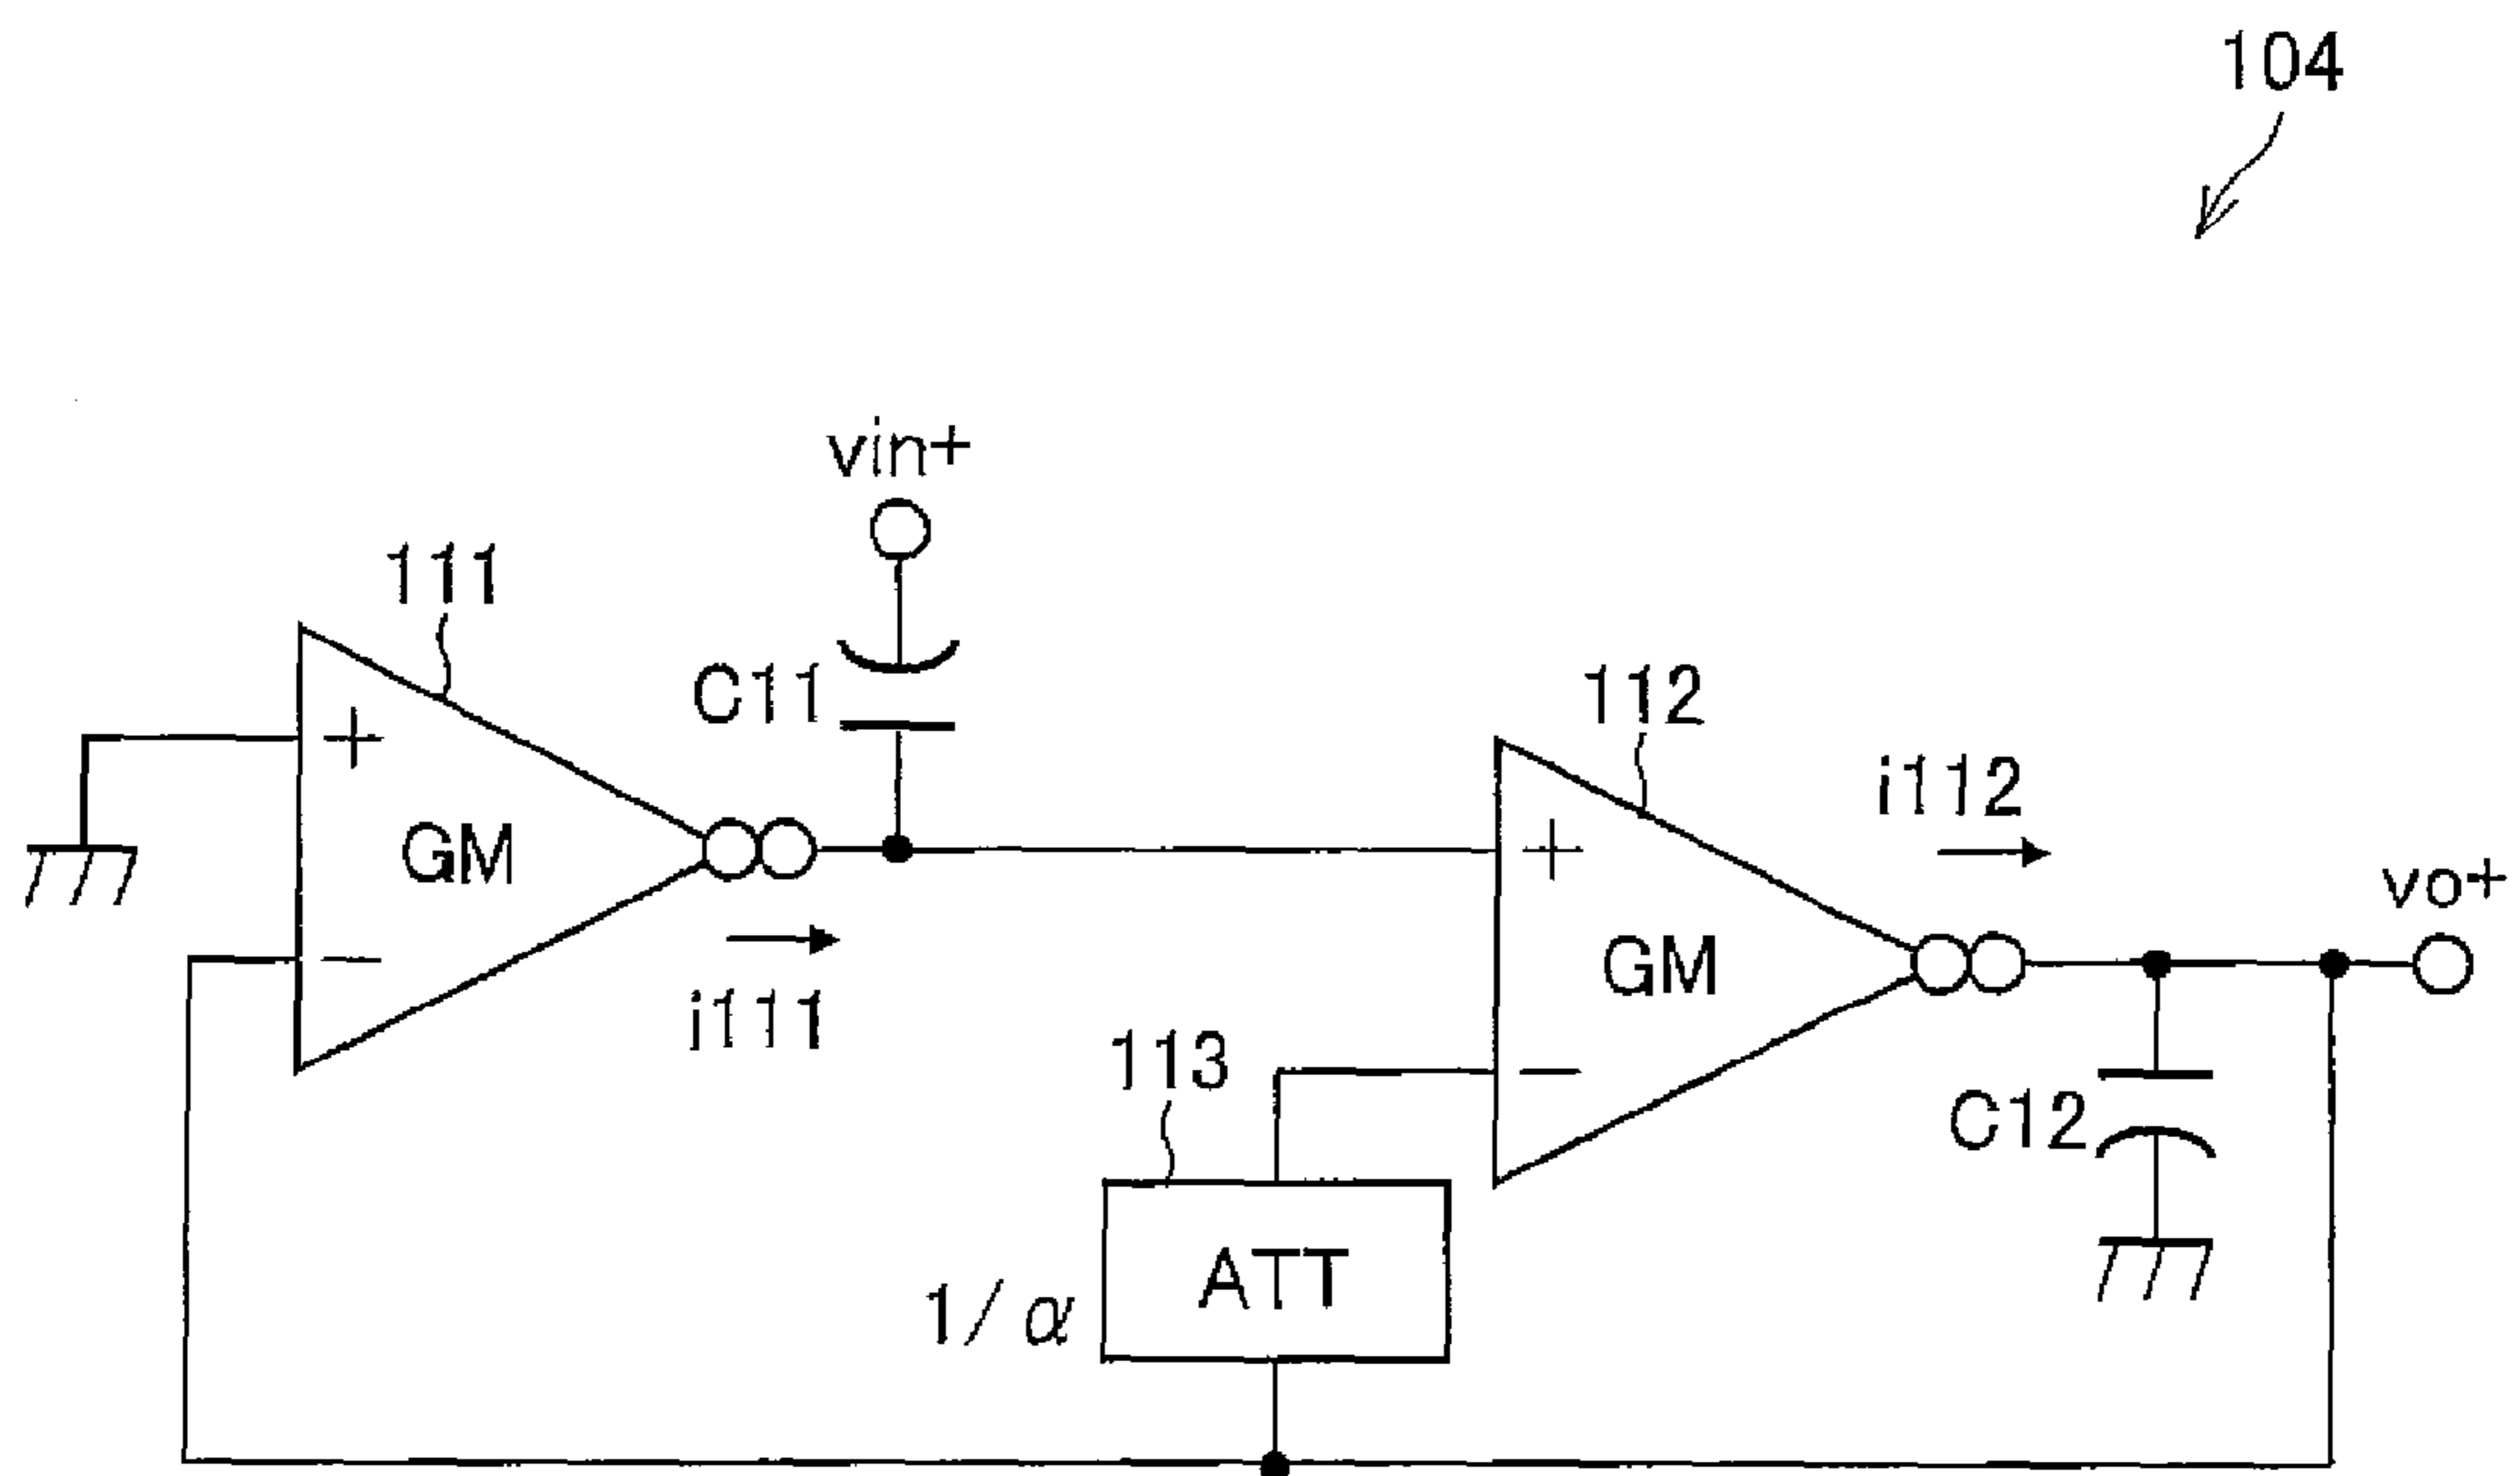 104
vin+
111
C11
112
i112
+
GM
+
vo+
−
GM
i111
113
−
C12
ATT
1/α